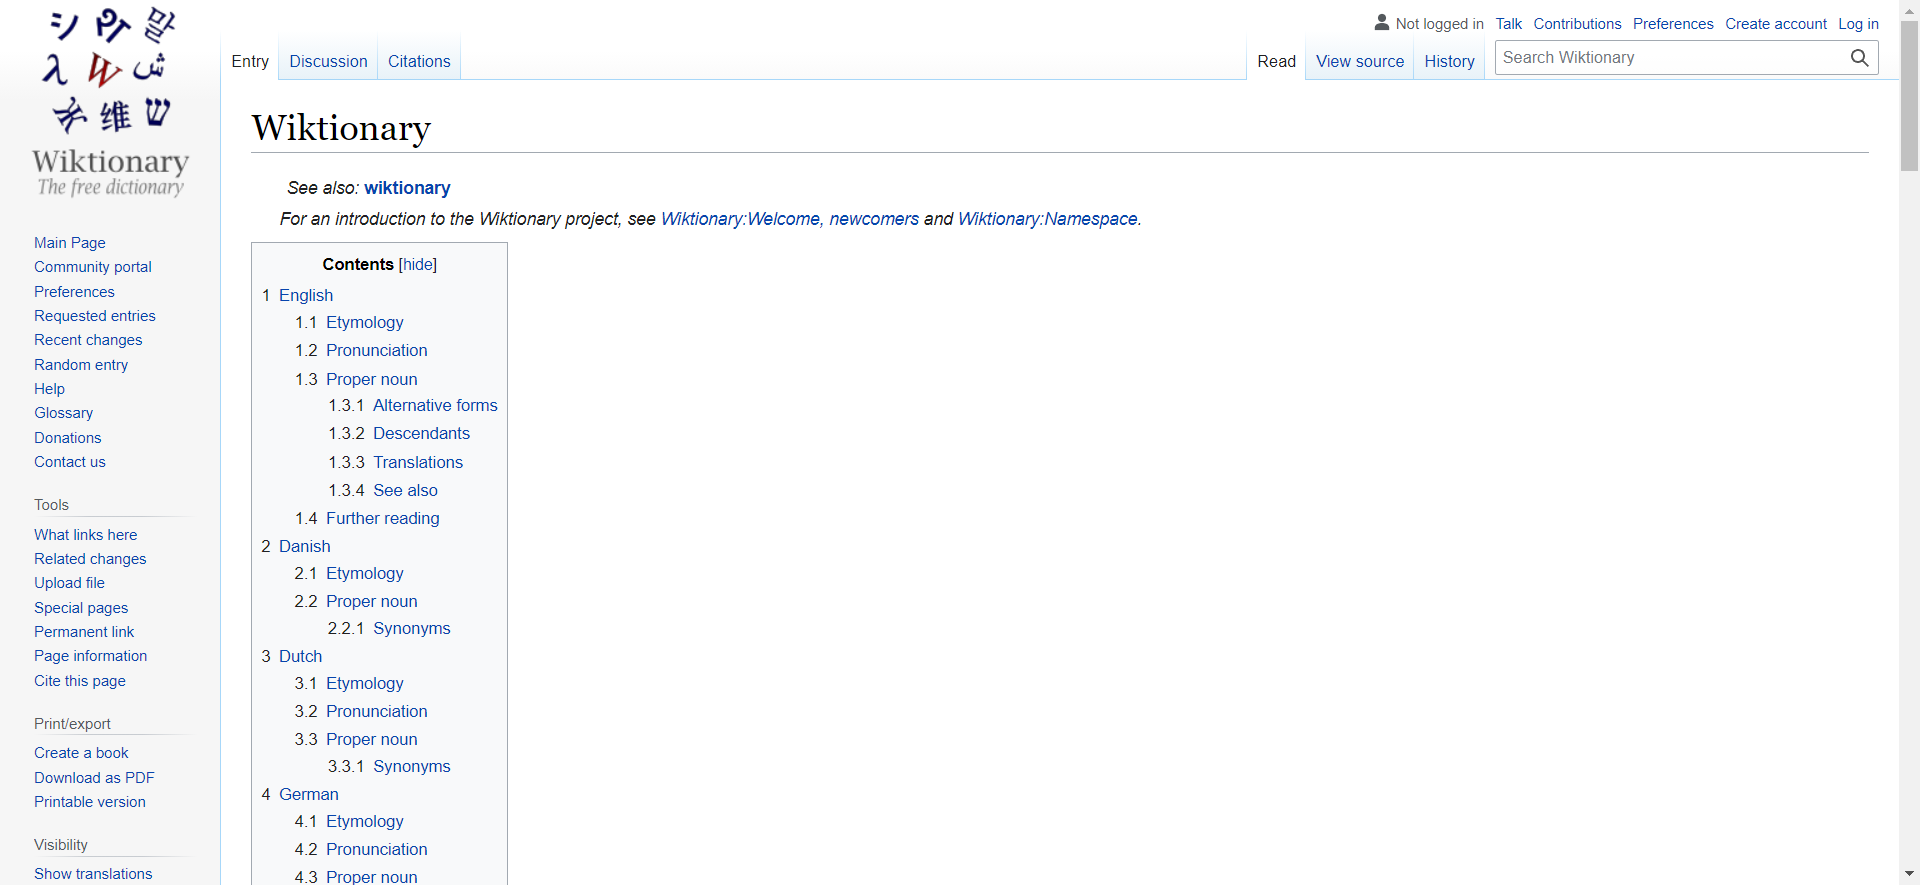 シ
ףּ
말
λ
W
ش
维
ש
Wiktionary
The free dictionary
Main Page
Community portal
Preferences
Requested entries
Recent changes
Random entry
Help
Glossary
Donations
Contact us
Tools
What links here
Related changes
Upload file
Special pages
Permanent link
Page information
Cite this page
Print/export
Create a book
Download as PDF
Printable version
Visibility
Show translations
Not logged in Talk Contributions Preferences Create account Log in
Entry Discussion Citations Read View source History Search Wiktionary
Wiktionary
See also: wiktionary
For an introduction to the Wiktionary project, see Wiktionary:Welcome, newcomers and Wiktionary:Namespace.
Contents [hide]
1 English
1.1 Etymology
1.2 Pronunciation
1.3 Proper noun
1.3.1 Alternative forms
1.3.2 Descendants
1.3.3 Translations
1.3.4 See also
1.4 Further reading
2 Danish
2.1 Etymology
2.2 Proper noun
2.2.1 Synonyms
3 Dutch
3.1 Etymology
3.2 Pronunciation
3.3 Proper noun
3.3.1 Synonyms
4 German
4.1 Etymology
4.2 Pronunciation
4.3 Proper noun